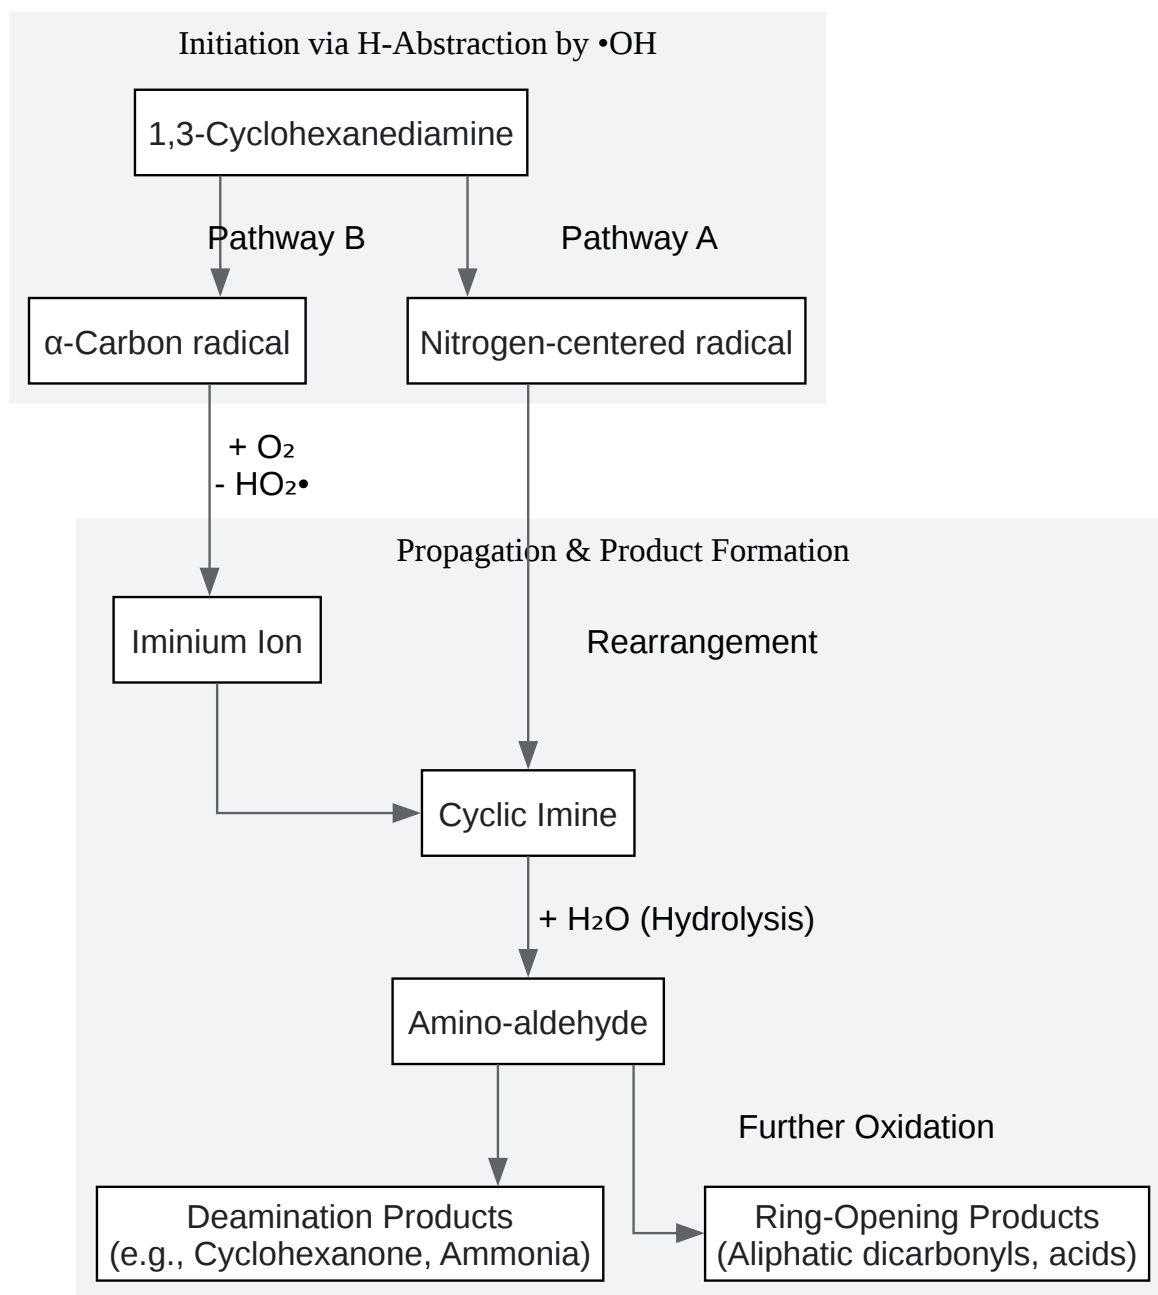 Initiation via H-Abstraction by •OH
1,3-Cyclohexanediamine
Pathway B
Pathway A
α-Carbon radical
Nitrogen-centered radical
+ O₂
- HO₂•
Propagation & Product Formation
Iminium Ion
Rearrangement
Cyclic Imine
+ H₂O (Hydrolysis)
Amino-aldehyde
Further Oxidation
Deamination Products
(e.g., Cyclohexanone, Ammonia)
Ring-Opening Products
(Aliphatic dicarbonyls, acids)